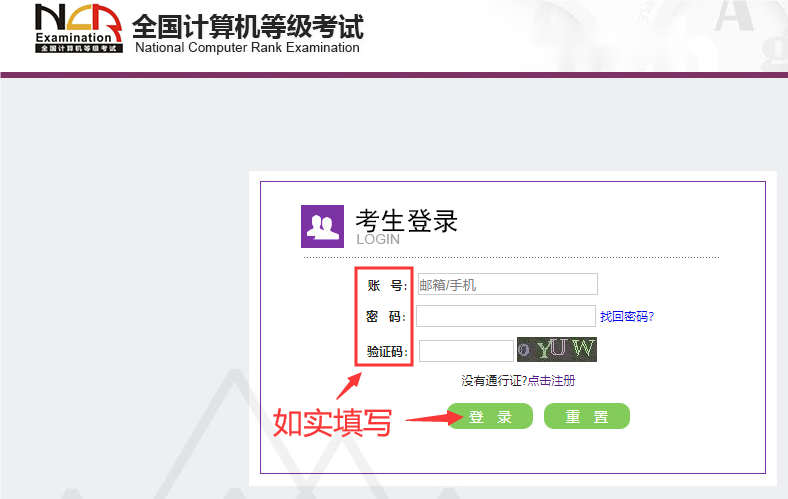 NCR
Examination
全国计算机等级考试
全国计算机等级考试
National Computer Rank Examination
A
g
考生登录
LOGIN
账 号: 邮箱/手机
密 码: 找回密码?
验证码: o Y U W
没有通行证?点击注册
如实填写
登 录 重 置